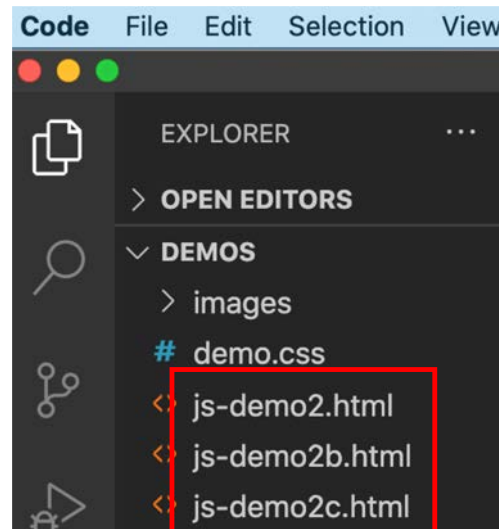 Code File Edit Selection View
EXPLORER ...
> OPEN EDITORS
DEMOS
> images
# demo.css
<> js-demo2.html
<> js-demo2b.html
<> js-demo2c.html